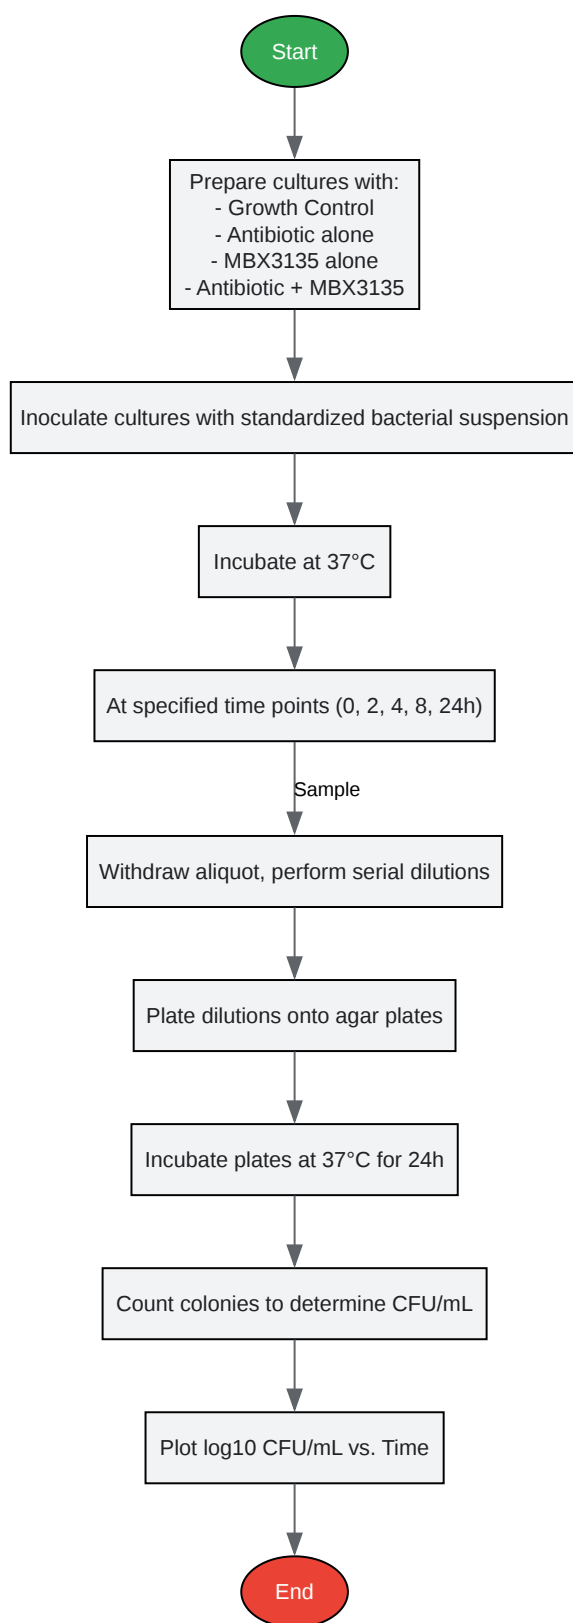 Start
Prepare cultures with:
- Growth Control
- Antibiotic alone
- MBX3135 alone
- Antibiotic + MBX3135
Inoculate cultures with standardized bacterial suspension
Incubate at 37°C
At specified time points (0, 2, 4, 8, 24h)
Sample
Withdraw aliquot, perform serial dilutions
Plate dilutions onto agar plates
Incubate plates at 37°C for 24h
Count colonies to determine CFU/mL
Plot log10 CFU/mL vs. Time
End